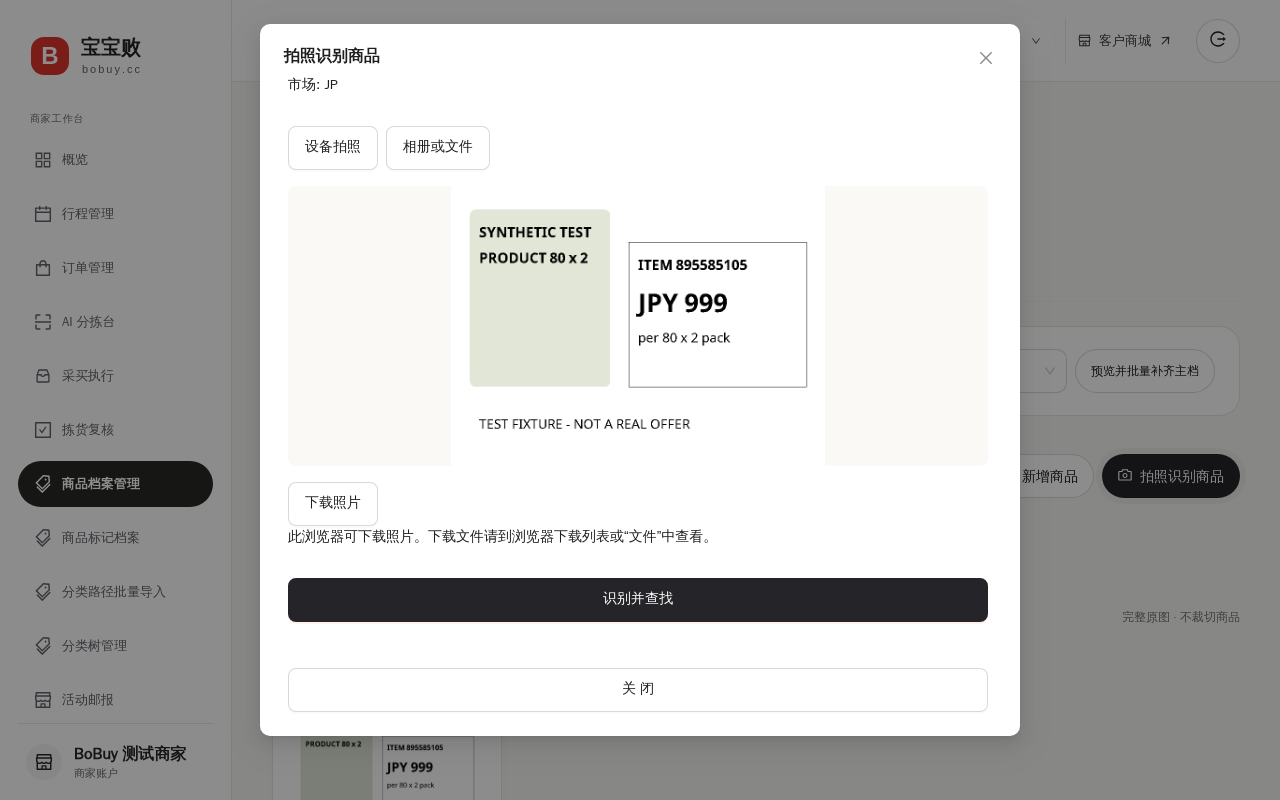 宝宝败
bobuy.cc
商家工作台
概览
行程管理
订单管理
AI 分拣台
采买执行
拣货复核
商品档案管理
商品标记档案
分类路径批量导入
分类树管理
活动邮报
BoBuy 测试商家
商家账户
客户商城
拍照识别商品
市场: JP
设备拍照
相册或文件
SYNTHETIC TEST
PRODUCT 80 x 2
ITEM 895585105
JPY 999
per 80 x 2 pack
TEST FIXTURE - NOT A REAL OFFER
下载照片
此浏览器可下载照片。下载文件请到浏览器下载列表或“文件”中查看。
识别并查找
关 闭
预览并批量补齐主档
新增商品
拍照识别商品
完整原图 · 不裁切商品
PRODUCT 80 x 2
ITEM 895585105
JPY 999
per 80 x 2 pack